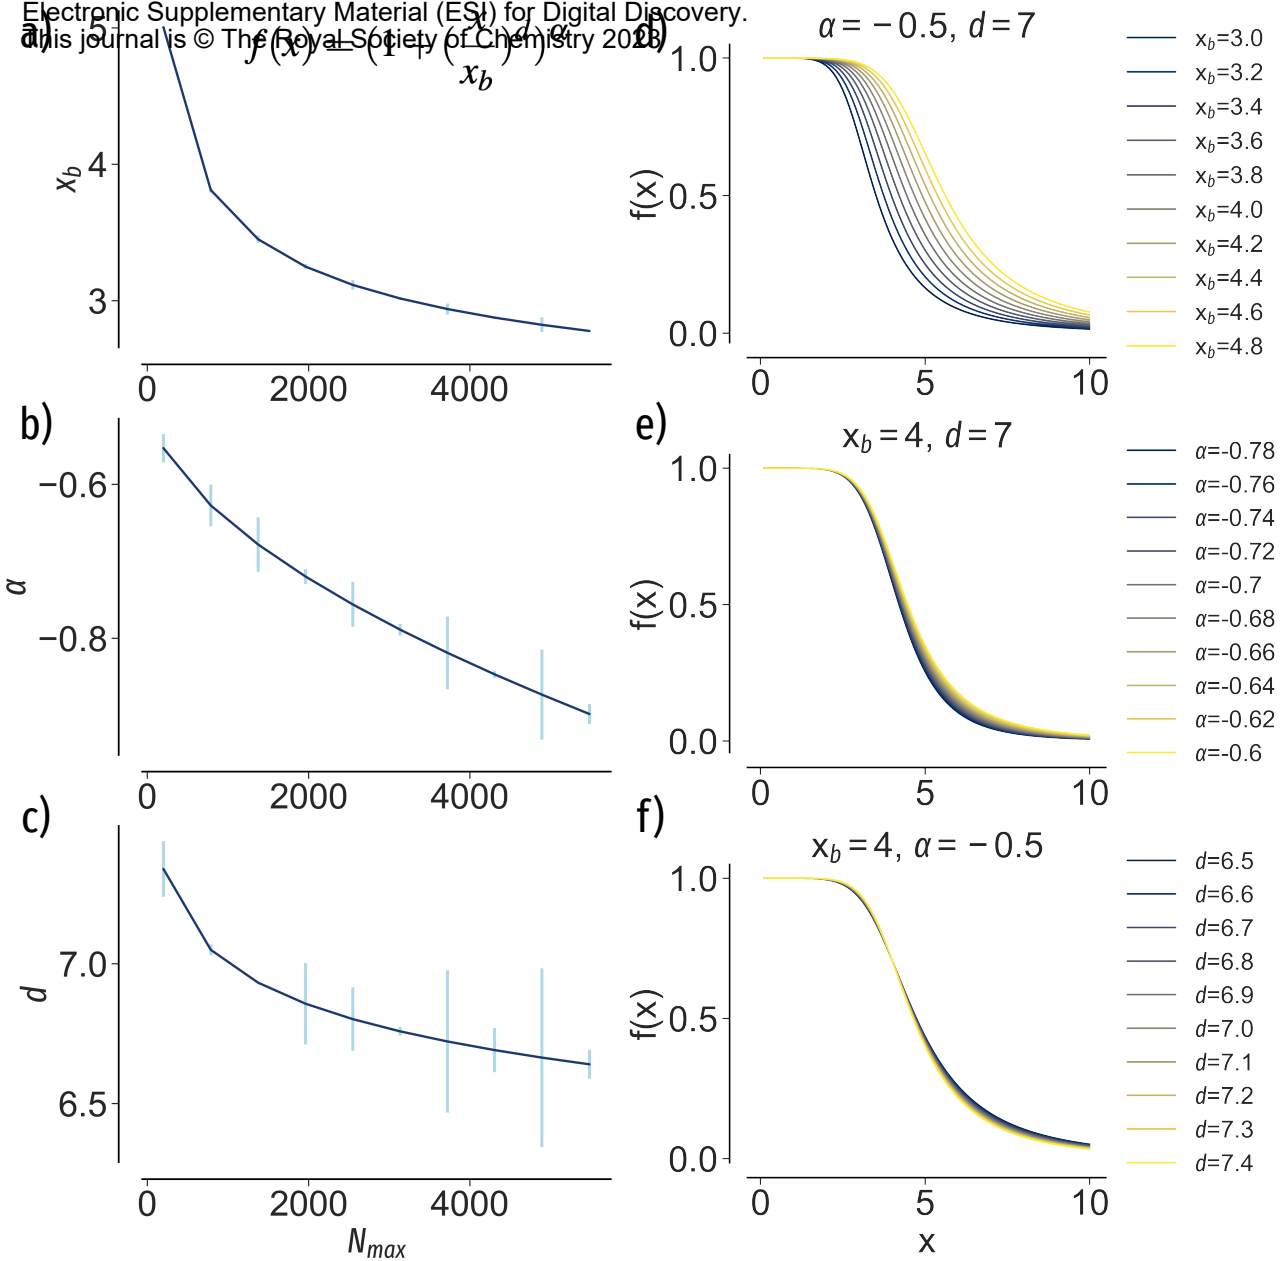 Electronic Supplementary Material (ESI) for Digital Discovery.
This journal is © The Royal Society of Chemistry 2023
a)
f(x) = (1 + (x/x_b)^d)^α
5
4
3
x_b
0 2000 4000
b)
−0.6
−0.8
α
0 2000 4000
c)
7.0
6.5
d
0 2000 4000
N_max
d)
α = −0.5, d = 7
1.0
0.5
0.0
f(x)
0 5 10
x_b=3.0
x_b=3.2
x_b=3.4
x_b=3.6
x_b=3.8
x_b=4.0
x_b=4.2
x_b=4.4
x_b=4.6
x_b=4.8
e)
x_b = 4, d = 7
1.0
0.5
0.0
f(x)
0 5 10
α=-0.78
α=-0.76
α=-0.74
α=-0.72
α=-0.7
α=-0.68
α=-0.66
α=-0.64
α=-0.62
α=-0.6
f)
x_b = 4, α = −0.5
1.0
0.5
0.0
f(x)
0 5 10
x
d=6.5
d=6.6
d=6.7
d=6.8
d=6.9
d=7.0
d=7.1
d=7.2
d=7.3
d=7.4